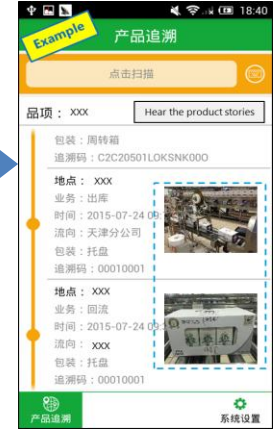 18:40
Example
产品追溯
点击扫描
品项： XXX
Hear the product stories
包装：周转箱
追溯码：C2C20501LOKSNK00O
地点： XXX
业务：出库
时间：2015-07-24 09:
流向：天津分公司
包装：托盘
追溯码：00010001
地点： XXX
业务：回流
时间：2015-07-24 09:
流向： XXX
包装：托盘
追溯码：00010001
产品追溯
系统设置